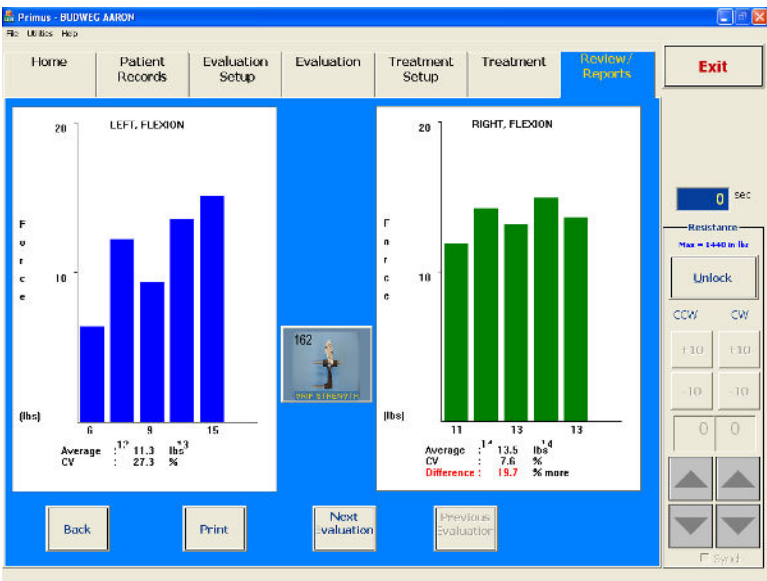 Primus - BUDWEG AARON
File Utilities Help
Home
Patient Records
Evaluation Setup
Evaluation
Treatment Setup
Treatment
Review/ Reports
Exit
LEFT, FLEXION
20
Force
10
(lbs)
6 12 9 13 15
Average : 11.3 lbs
CV : 27.3 %
162
GRIP STRENGTH
RIGHT, FLEXION
20
Force
10
(lbs)
11 14 13 14 13
Average : 13.5 lbs
CV : 7.6 %
Difference : 19.7 % more
0 sec
Resistance
Max = 1440 in lbs
Unlock
CCW CW
+10 +10
-10 -10
0 0
Synd
Back
Print
Next Evaluation
Previous Evaluation